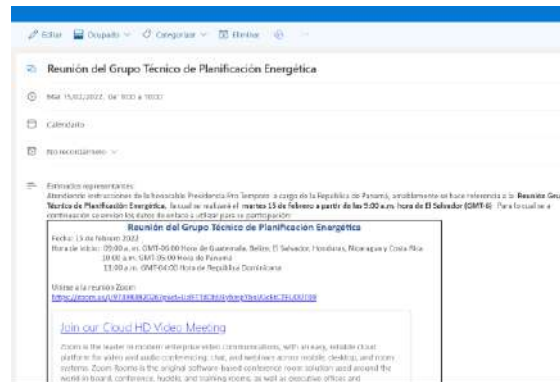 Editar Ocupado Categorizar Eliminar
Reunión del Grupo Técnico de Planificación Energética
Mar 15/02/2022, De
Calendario
No recordármelo
Estimados representantes:
Atendiendo instrucciones de la honorable Presidencia Pro Tempore a cargo de la República de Panamá, amablemente se hace referencia a la Reunión Gru
Técnico de Planificación Energética, la cual se realizará el martes 15 de febrero a partir de las 9:00 a.m. hora de El Salvador (GMT-6). Para lo cual se a
continuación se envían los datos de enlace a utilizar para su participación:
Reunión del Grupo Técnico de Planificación Energética
Fecha: 15 de febrero 2022
Hora de inicio: 09:00 a.m. GMT-06:00 Hora de Guatemala, Belize, El Salvador, Honduras, Nicaragua y Costa Rica
10:00 a.m. GMT-05:00 Hora de Panamá
11:00 a.m. GMT-04:00 Hora de República Dominicana
Unirse a la reunión Zoom
Join our Cloud HD Video Meeting
Zoom is the leader in modern enterprise video communications, with an easy, reliable cloud
platform for video and audio conferencing, chat, and webinars across mobile, desktop, and room
systems. Zoom Rooms is the original software-based conference room solution used around the
world in board, conference, huddle, and training rooms, as well as executive offices and